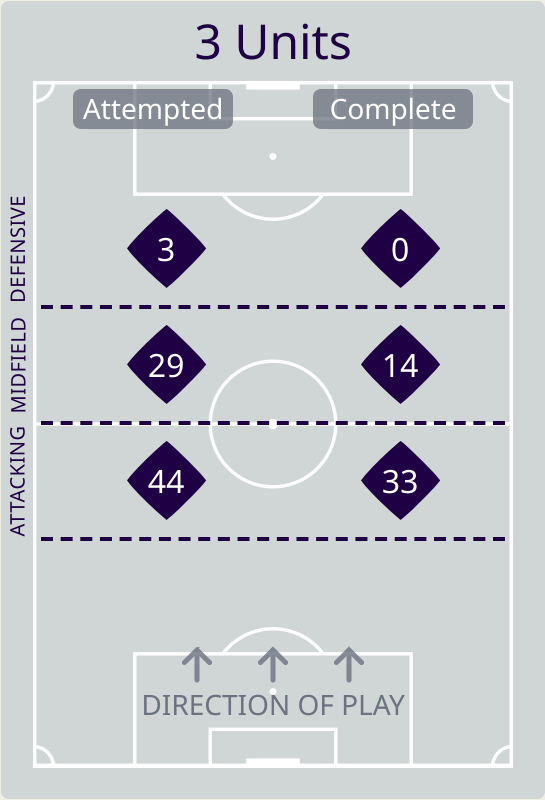 3 Units
Attempted Complete
DEFENSIVE
3 0
MIDFIELD
29 14
ATTACKING
44 33
DIRECTION OF PLAY